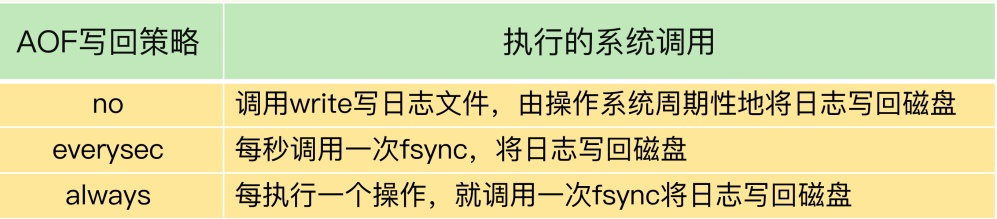 AOF写回策略 执行的系统调用
no 调用write写日志文件，由操作系统周期性地将日志写回磁盘
everysec 每秒调用一次fsync，将日志写回磁盘
always 每执行一个操作，就调用一次fsync将日志写回磁盘